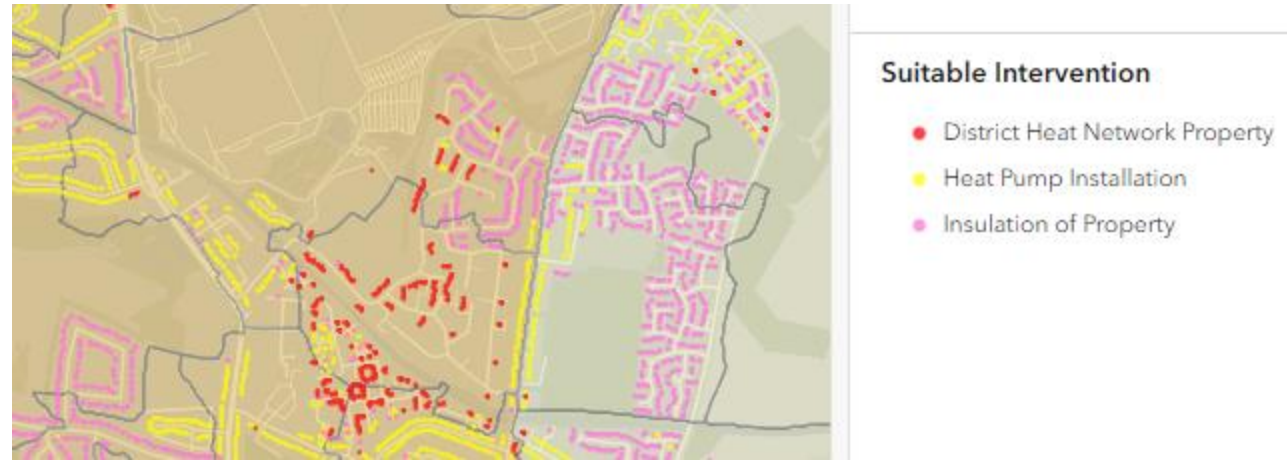 Suitable Intervention
District Heat Network Property
Heat Pump Installation
Insulation of Property